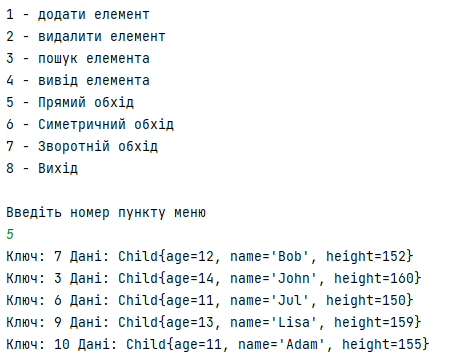 1 - додати елемент
2 - видалити елемент
3 - пошук елемента
4 - вивід елемента
5 - Прямий обхід
6 - Симетричний обхід
7 - Зворотній обхід
8 - Вихід
Введіть номер пункту меню
5
Ключ: 7 Дані: Child{age=12, name='Bob', height=152}
Ключ: 3 Дані: Child{age=14, name='John', height=160}
Ключ: 6 Дані: Child{age=11, name='Jul', height=150}
Ключ: 9 Дані: Child{age=13, name='Lisa', height=159}
Ключ: 10 Дані: Child{age=11, name='Adam', height=155}